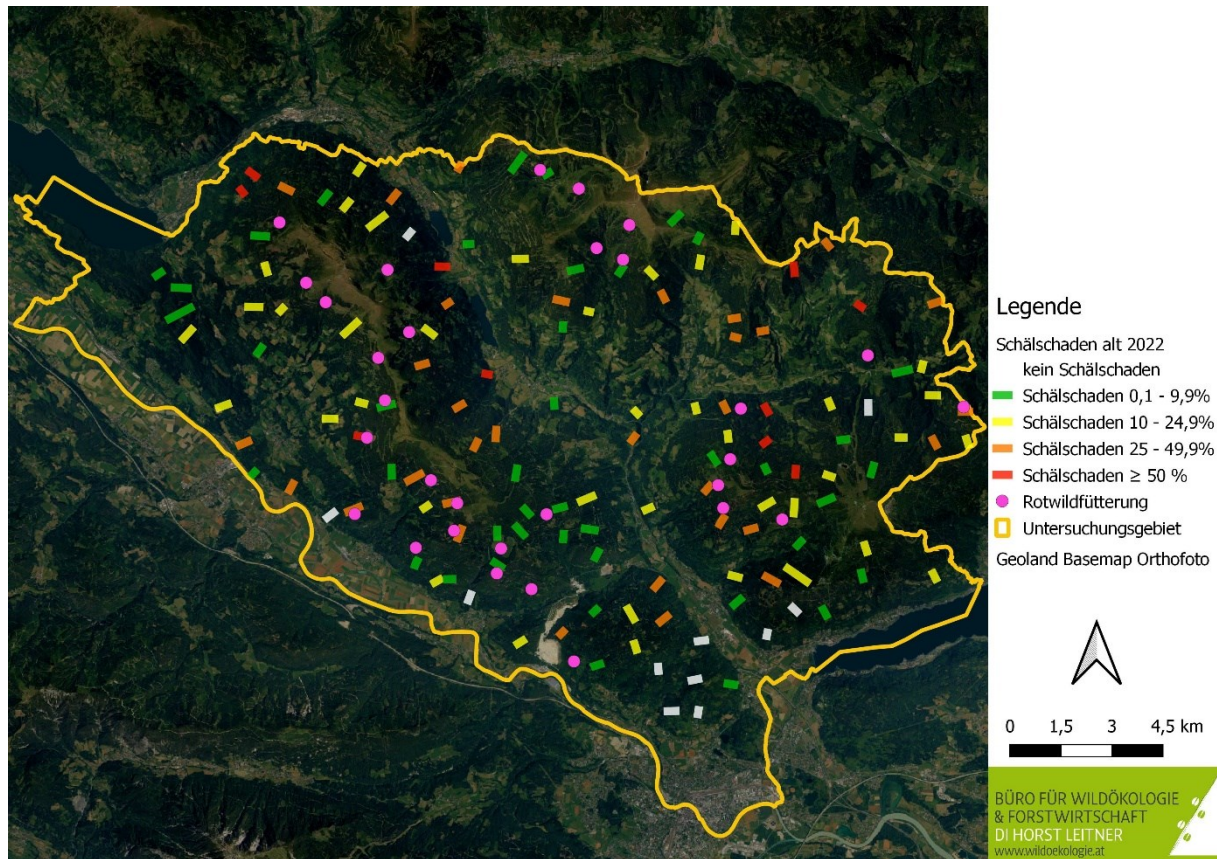 Legende
Schälschaden alt 2022
kein Schälschaden
Schälschaden 0,1 - 9,9%
Schälschaden 10 - 24,9%
Schälschaden 25 - 49,9%
Schälschaden ≥ 50 %
Rotwildfütterung
Untersuchungsgebiet
Geoland Basemap Orthofoto
0 1,5 3 4,5 km
BÜRO FÜR WILDÖKOLOGIE
& FORSTWIRTSCHAFT
DI HORST LEITNER
www.wildoekologie.at